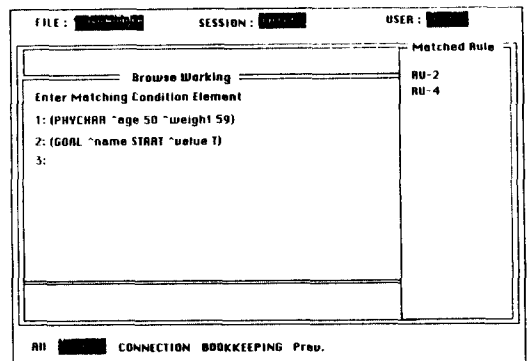 FILE : SESSION : USER :
Matched Rule
Browse Working
RU-2
Enter Matching Condition Element
RU-4
1: (PHYCHAR ^age 50 ^weight 59)
2: (GOAL ^name START ^value T)
3:
All CONNECTION BOOKKEEPING Prev.